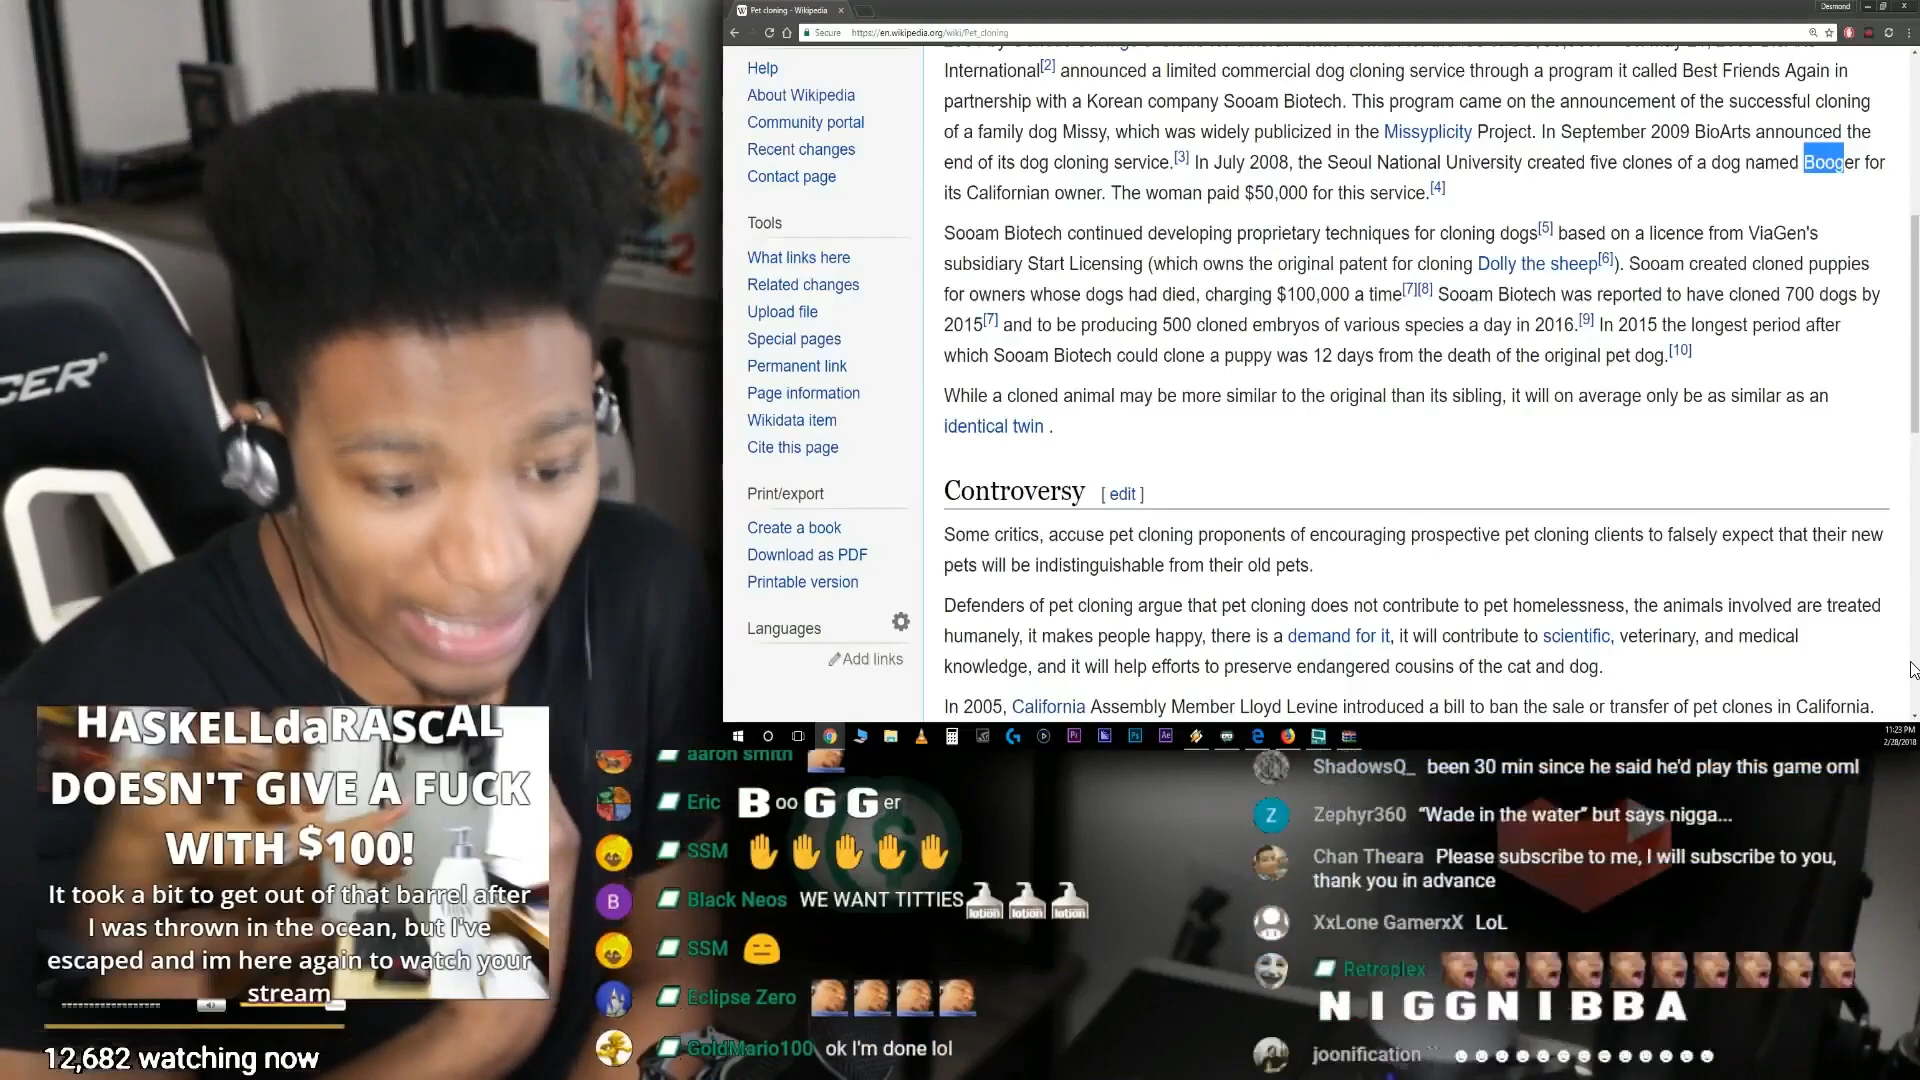 Pet cloning - Wikipedia
Desmond
Secure
https://en.wikipedia.org/wiki/Pet_cloning
Help
About Wikipedia
Community portal
Recent changes
Contact page
Tools
What links here
Related changes
Upload file
Special pages
Permanent link
Page information
Wikidata item
Cite this page
Print/export
Create a book
Download as PDF
Printable version
Languages
Add links
International[2] announced a limited commercial dog cloning service through a program it called Best Friends Again in
partnership with a Korean company Sooam Biotech. This program came on the announcement of the successful cloning
of a family dog Missy, which was widely publicized in the Missyplicity Project. In September 2009 BioArts announced the
end of its dog cloning service.[3] In July 2008, the Seoul National University created five clones of a dog named Booger for
its Californian owner. The woman paid $50,000 for this service.[4]
Sooam Biotech continued developing proprietary techniques for cloning dogs[5] based on a licence from ViaGen's
subsidiary Start Licensing (which owns the original patent for cloning Dolly the sheep[6]). Sooam created cloned puppies
for owners whose dogs had died, charging $100,000 a time[7][8] Sooam Biotech was reported to have cloned 700 dogs by
2015[7] and to be producing 500 cloned embryos of various species a day in 2016.[9] In 2015 the longest period after
which Sooam Biotech could clone a puppy was 12 days from the death of the original pet dog.[10]
While a cloned animal may be more similar to the original than its sibling, it will on average only be as similar as an
identical twin .
Controversy [ edit ]
Some critics, accuse pet cloning proponents of encouraging prospective pet cloning clients to falsely expect that their new
pets will be indistinguishable from their old pets.
Defenders of pet cloning argue that pet cloning does not contribute to pet homelessness, the animals involved are treated
humanely, it makes people happy, there is a demand for it, it will contribute to scientific, veterinary, and medical
knowledge, and it will help efforts to preserve endangered cousins of the cat and dog.
In 2005, California Assembly Member Lloyd Levine introduced a bill to ban the sale or transfer of pet clones in California.
11:23 PM
2/28/2018
CER
HASKELLdaRASCAL
DOESN'T GIVE A FUCK
WITH $100!
It took a bit to get out of that barrel after
I was thrown in the ocean, but I've
escaped and im here again to watch your
stream
12,682 watching now
aaron smith
Eric BooGGer
SSM ✋ ✋ ✋ ✋ ✋
Black Neos WE WANT TITTIES lotion lotion lotion
SSM 😑
Eclipse Zero
GoldMario100 ok I'm done lol
ShadowsQ_ been 30 min since he said he'd play this game oml
Z Zephyr360 “Wade in the water” but says nigga...
Chan Theara Please subscribe to me, I will subscribe to you,
thank you in advance
XxLone GamerxX LoL
Retroplex
NIGGNIBBA
joonification